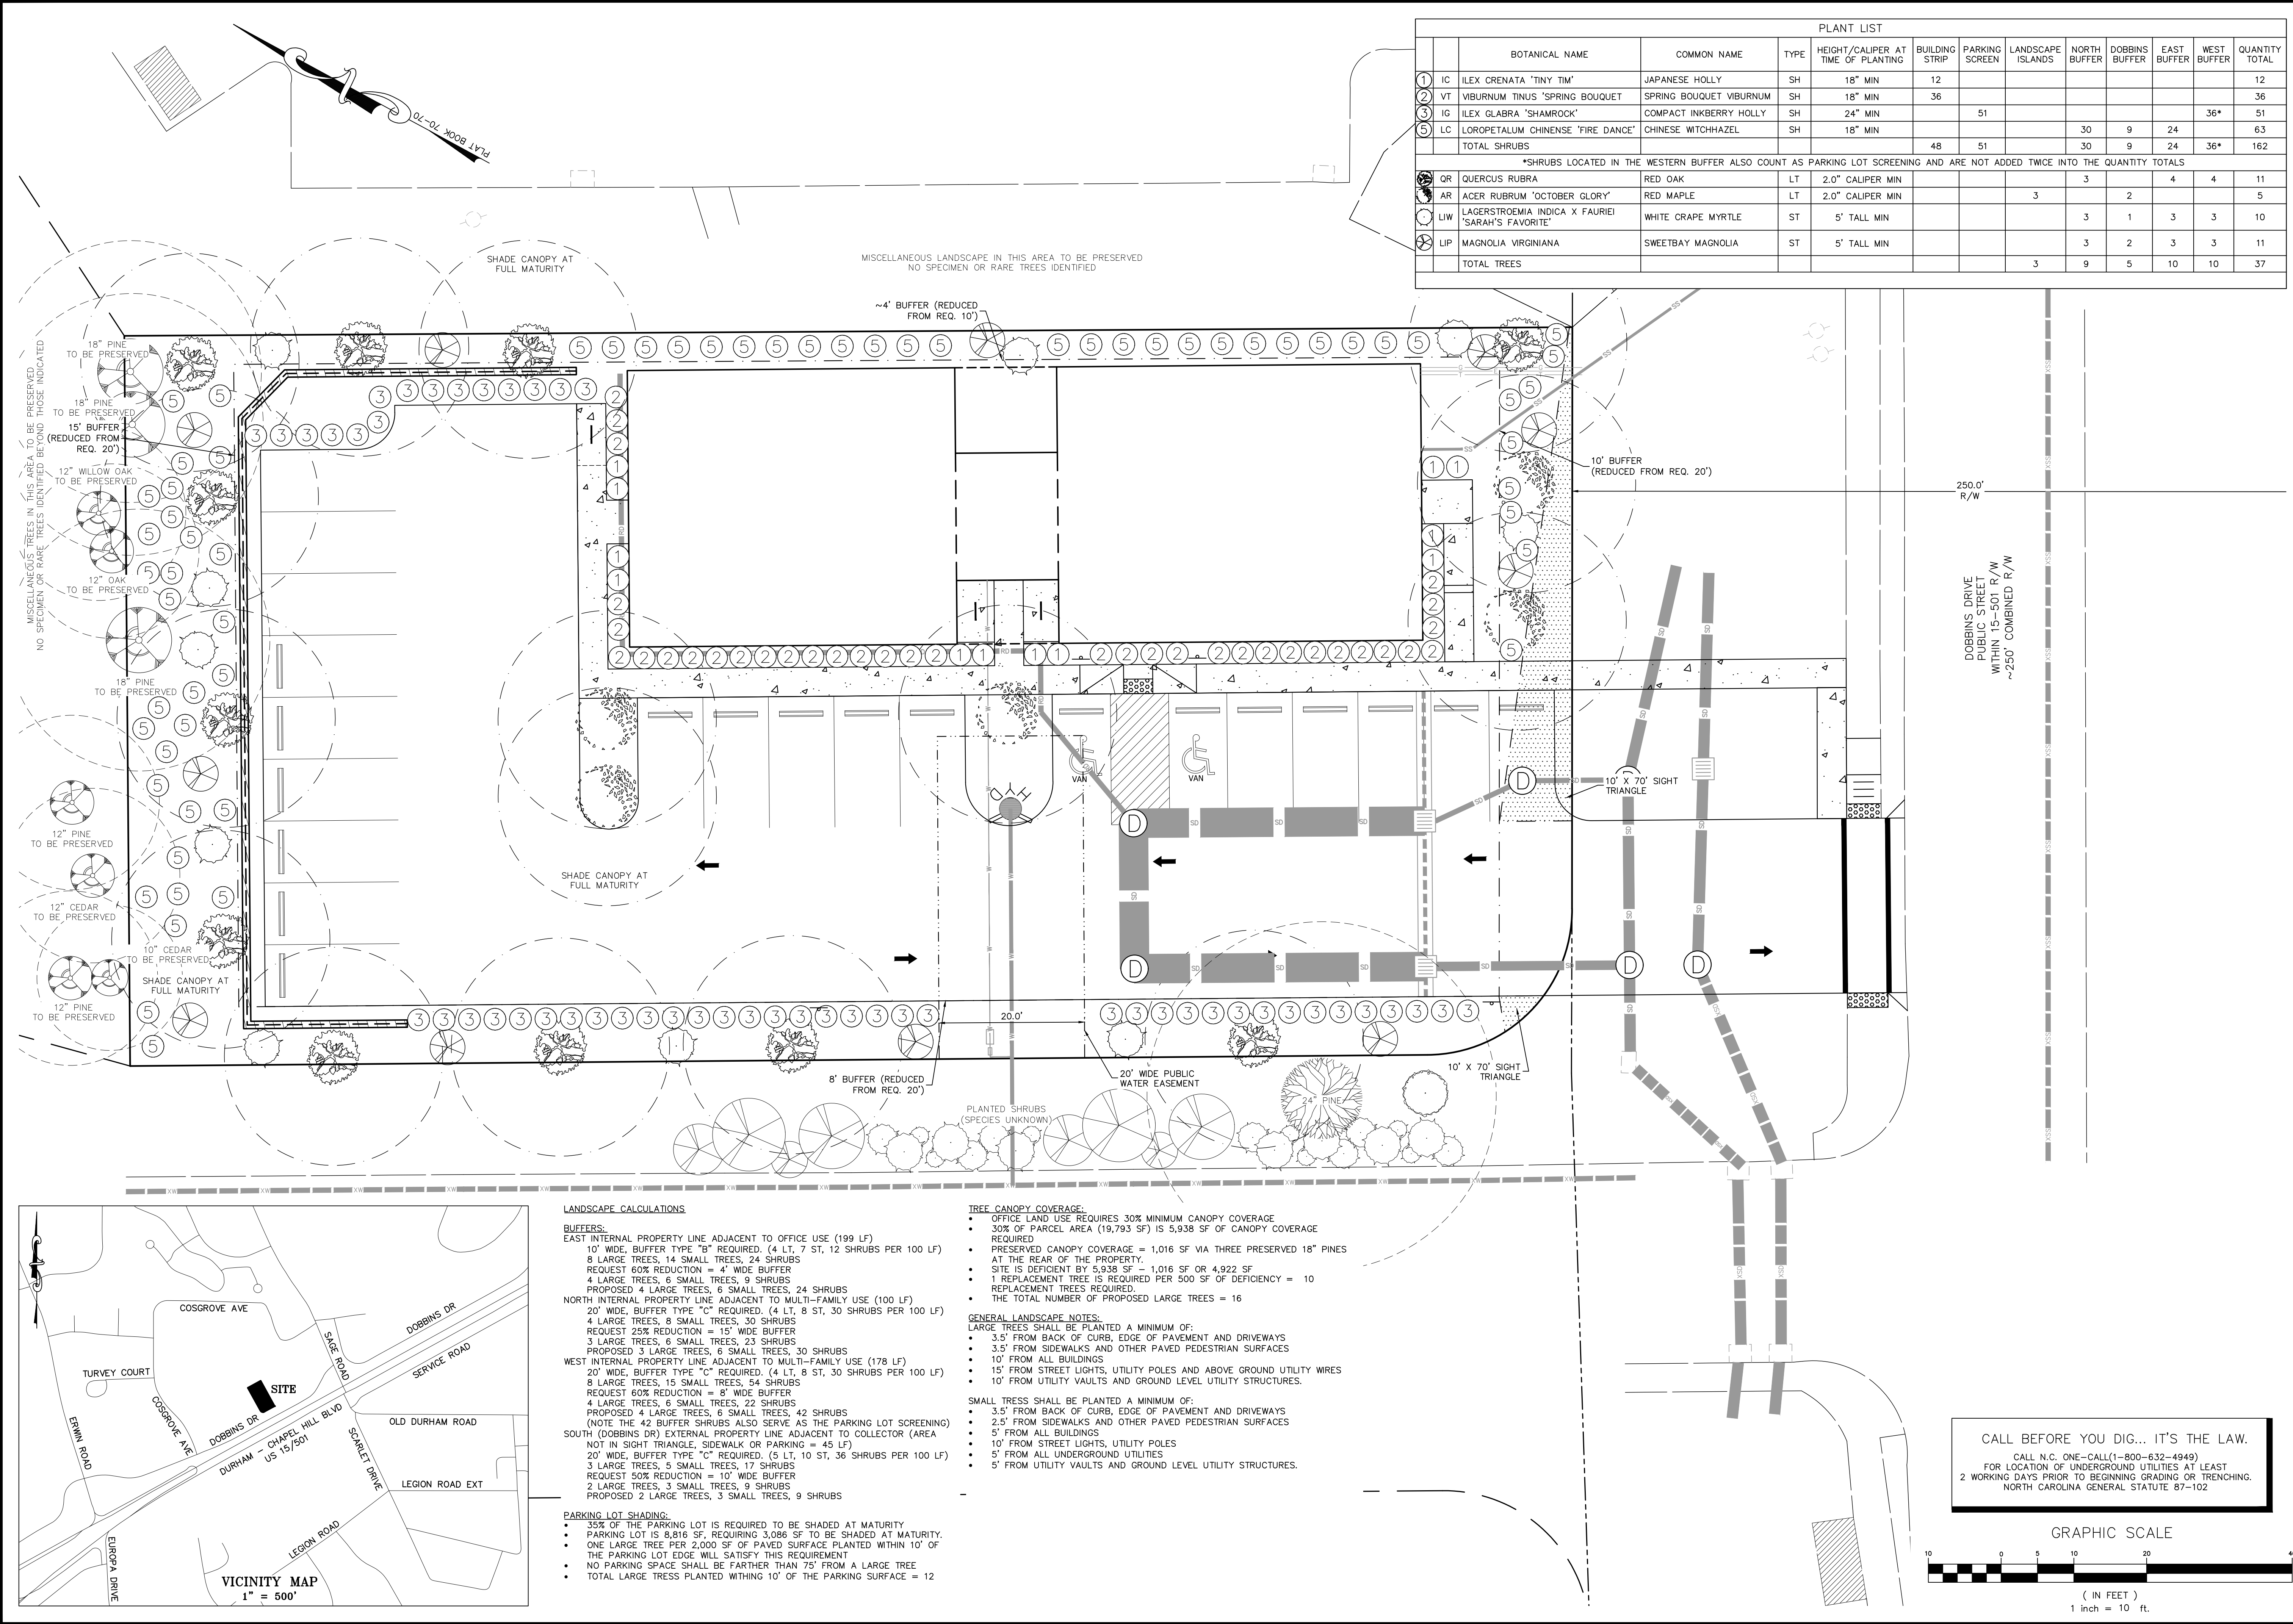 PLAT BOOK 70-70
PLANT LIST
BOTANICAL NAME COMMON NAME TYPE HEIGHT/CALIPER AT TIME OF PLANTING BUILDING STRIP PARKING SCREEN LANDSCAPE ISLANDS NORTH BUFFER DOBBINS BUFFER EAST BUFFER WEST BUFFER QUANTITY TOTAL
1 IC ILEX CRENATA 'TINY TIM' JAPANESE HOLLY SH 18" MIN 12 12
2 VT VIBURNUM TINUS 'SPRING BOUQUET SPRING BOUQUET VIBURNUM SH 18" MIN 36 36
3 IG ILEX GLABRA 'SHAMROCK' COMPACT INKBERRY HOLLY SH 24" MIN 51 36* 51
5 LC LOROPETALUM CHINENSE 'FIRE DANCE' CHINESE WITCHHAZEL SH 18" MIN 30 9 24 63
TOTAL SHRUBS 48 51 30 9 24 36* 162
*SHRUBS LOCATED IN THE WESTERN BUFFER ALSO COUNT AS PARKING LOT SCREENING AND ARE NOT ADDED TWICE INTO THE QUANTITY TOTALS
QR QUERCUS RUBRA RED OAK LT 2.0" CALIPER MIN 3 4 4 11
AR ACER RUBRUM 'OCTOBER GLORY' RED MAPLE LT 2.0" CALIPER MIN 3 2 5
LIW LAGERSTROEMIA INDICA X FAURIEI 'SARAH'S FAVORITE' WHITE CRAPE MYRTLE ST 5' TALL MIN 3 1 3 3 10
LIP MAGNOLIA VIRGINIANA SWEETBAY MAGNOLIA ST 5' TALL MIN 3 2 3 3 11
TOTAL TREES 3 9 5 10 10 37
SHADE CANOPY AT
FULL MATURITY
MISCELLANEOUS LANDSCAPE IN THIS AREA TO BE PRESERVED
NO SPECIMEN OR RARE TREES IDENTIFIED
~4' BUFFER (REDUCED
FROM REQ. 10')
MISCELLANEOUS TREES IN THIS AREA TO BE PRESERVED
NO SPECIMEN OR RARE TREES IDENTIFIED BEYOND THOSE INDICATED
18" PINE
TO BE PRESERVED
18" PINE
TO BE PRESERVED
15' BUFFER
(REDUCED FROM
REQ. 20')
12" WILLOW OAK
TO BE PRESERVED
12" OAK
TO BE PRESERVED
18" PINE
TO BE PRESERVED
12" PINE
TO BE PRESERVED
12" CEDAR
TO BE PRESERVED
10" CEDAR
TO BE PRESERVED
SHADE CANOPY AT
FULL MATURITY
12" PINE
TO BE PRESERVED
10' BUFFER
(REDUCED FROM REQ. 20')
250.0'
R/W
DOBBINS DRIVE
PUBLIC STREET
WITHIN 15-501 R/W
~250' COMBINED R/W
VAN
VAN
HYD
10' X 70' SIGHT
TRIANGLE
SHADE CANOPY AT
FULL MATURITY
20.0'
8' BUFFER (REDUCED
FROM REQ. 20')
20' WIDE PUBLIC
WATER EASEMENT
10' X 70' SIGHT
TRIANGLE
PLANTED SHRUBS
(SPECIES UNKNOWN)
24" PINE
COSGROVE AVE
DOBBINS DR
SAGE ROAD
SERVICE ROAD
TURVEY COURT
SITE
COSGROVE AVE
ERWIN ROAD
DOBBINS DR
DURHAM - CHAPEL HILL BLVD
US 15/501
OLD DURHAM ROAD
SCARLET DRIVE
LEGION ROAD EXT
LEGION ROAD
EUROPA DRIVE
VICINITY MAP
1" = 500'
LANDSCAPE CALCULATIONS
BUFFERS:
EAST INTERNAL PROPERTY LINE ADJACENT TO OFFICE USE (199 LF)
10' WIDE, BUFFER TYPE "B" REQUIRED. (4 LT, 7 ST, 12 SHRUBS PER 100 LF)
8 LARGE TREES, 14 SMALL TREES, 24 SHRUBS
REQUEST 60% REDUCTION = 4' WIDE BUFFER
4 LARGE TREES, 6 SMALL TREES, 9 SHRUBS
PROPOSED 4 LARGE TREES, 6 SMALL TREES, 24 SHRUBS
NORTH INTERNAL PROPERTY LINE ADJACENT TO MULTI-FAMILY USE (100 LF)
20' WIDE, BUFFER TYPE "C" REQUIRED. (4 LT, 8 ST, 30 SHRUBS PER 100 LF)
4 LARGE TREES, 8 SMALL TREES, 30 SHRUBS
REQUEST 25% REDUCTION = 15' WIDE BUFFER
3 LARGE TREES, 6 SMALL TREES, 23 SHRUBS
PROPOSED 3 LARGE TREES, 6 SMALL TREES, 30 SHRUBS
WEST INTERNAL PROPERTY LINE ADJACENT TO MULTI-FAMILY USE (178 LF)
20' WIDE, BUFFER TYPE "C" REQUIRED. (4 LT, 8 ST, 30 SHRUBS PER 100 LF)
8 LARGE TREES, 15 SMALL TREES, 54 SHRUBS
REQUEST 60% REDUCTION = 8' WIDE BUFFER
4 LARGE TREES, 6 SMALL TREES, 22 SHRUBS
PROPOSED 4 LARGE TREES, 6 SMALL TREES, 42 SHRUBS
(NOTE THE 42 BUFFER SHRUBS ALSO SERVE AS THE PARKING LOT SCREENING)
SOUTH (DOBBINS DR) EXTERNAL PROPERTY LINE ADJACENT TO COLLECTOR (AREA
NOT IN SIGHT TRIANGLE, SIDEWALK OR PARKING = 45 LF)
20' WIDE, BUFFER TYPE "C" REQUIRED. (5 LT, 10 ST, 36 SHRUBS PER 100 LF)
3 LARGE TREES, 5 SMALL TREES, 17 SHRUBS
REQUEST 50% REDUCTION = 10' WIDE BUFFER
2 LARGE TREES, 3 SMALL TREES, 9 SHRUBS
PROPOSED 2 LARGE TREES, 3 SMALL TREES, 9 SHRUBS
PARKING LOT SHADING:
• 35% OF THE PARKING LOT IS REQUIRED TO BE SHADED AT MATURITY
• PARKING LOT IS 8,816 SF, REQUIRING 3,086 SF TO BE SHADED AT MATURITY.
• ONE LARGE TREE PER 2,000 SF OF PAVED SURFACE PLANTED WITHIN 10' OF
THE PARKING LOT EDGE WILL SATISFY THIS REQUIREMENT
• NO PARKING SPACE SHALL BE FARTHER THAN 75' FROM A LARGE TREE
• TOTAL LARGE TRESS PLANTED WITHING 10' OF THE PARKING SURFACE = 12
TREE CANOPY COVERAGE:
• OFFICE LAND USE REQUIRES 30% MINIMUM CANOPY COVERAGE
• 30% OF PARCEL AREA (19,793 SF) IS 5,938 SF OF CANOPY COVERAGE
REQUIRED
• PRESERVED CANOPY COVERAGE = 1,016 SF VIA THREE PRESERVED 18" PINES
AT THE REAR OF THE PROPERTY.
• SITE IS DEFICIENT BY 5,938 SF - 1,016 SF OR 4,922 SF
• 1 REPLACEMENT TREE IS REQUIRED PER 500 SF OF DEFICIENCY = 10
REPLACEMENT TREES REQUIRED.
• THE TOTAL NUMBER OF PROPOSED LARGE TREES = 16
GENERAL LANDSCAPE NOTES:
LARGE TREES SHALL BE PLANTED A MINIMUM OF:
• 3.5' FROM BACK OF CURB, EDGE OF PAVEMENT AND DRIVEWAYS
• 3.5' FROM SIDEWALKS AND OTHER PAVED PEDESTRIAN SURFACES
• 10' FROM ALL BUILDINGS
• 15' FROM STREET LIGHTS, UTILITY POLES AND ABOVE GROUND UTILITY WIRES
• 10' FROM UTILITY VAULTS AND GROUND LEVEL UTILITY STRUCTURES.
SMALL TRESS SHALL BE PLANTED A MINIMUM OF:
• 3.5' FROM BACK OF CURB, EDGE OF PAVEMENT AND DRIVEWAYS
• 2.5' FROM SIDEWALKS AND OTHER PAVED PEDESTRIAN SURFACES
• 5' FROM ALL BUILDINGS
• 10' FROM STREET LIGHTS, UTILITY POLES
• 5' FROM ALL UNDERGROUND UTILITIES
• 5' FROM UTILITY VAULTS AND GROUND LEVEL UTILITY STRUCTURES.
CALL BEFORE YOU DIG... IT'S THE LAW.
CALL N.C. ONE-CALL(1-800-632-4949)
FOR LOCATION OF UNDERGROUND UTILITIES AT LEAST
2 WORKING DAYS PRIOR TO BEGINNING GRADING OR TRENCHING.
NORTH CAROLINA GENERAL STATUTE 87-102
GRAPHIC SCALE
10 0 5 10 20
( IN FEET )
1 inch = 10 ft.